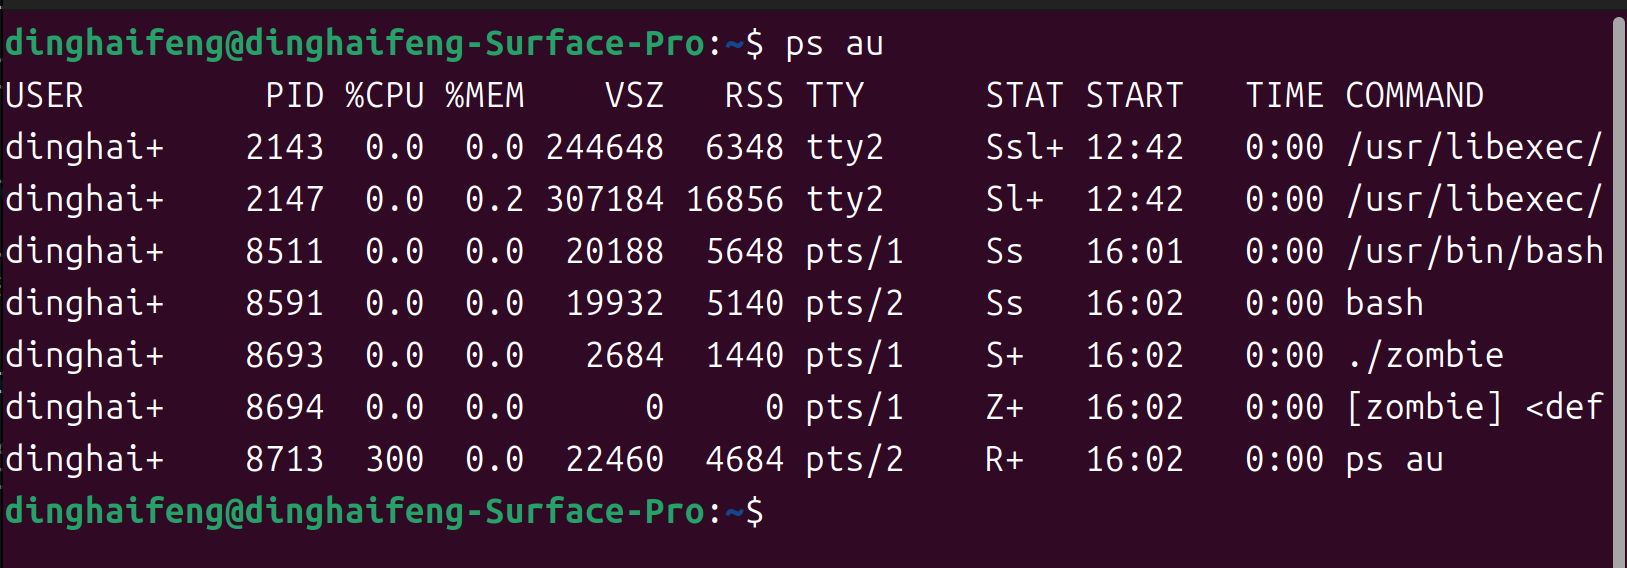 dinghaifeng@dinghaifeng-Surface-Pro:~$ ps au
USER         PID %CPU %MEM    VSZ   RSS TTY      STAT START   TIME COMMAND
dinghai+    2143  0.0  0.0 244648  6348 tty2     Ssl+ 12:42   0:00 /usr/libexec/
dinghai+    2147  0.0  0.2 307184 16856 tty2     Sl+  12:42   0:00 /usr/libexec/
dinghai+    8511  0.0  0.0  20188  5648 pts/1    Ss   16:01   0:00 /usr/bin/bash
dinghai+    8591  0.0  0.0  19932  5140 pts/2    Ss   16:02   0:00 bash
dinghai+    8693  0.0  0.0   2684  1440 pts/1    S+   16:02   0:00 ./zombie
dinghai+    8694  0.0  0.0      0     0 pts/1    Z+   16:02   0:00 [zombie] <def
dinghai+    8713  300  0.0  22460  4684 pts/2    R+   16:02   0:00 ps au
dinghaifeng@dinghaifeng-Surface-Pro:~$